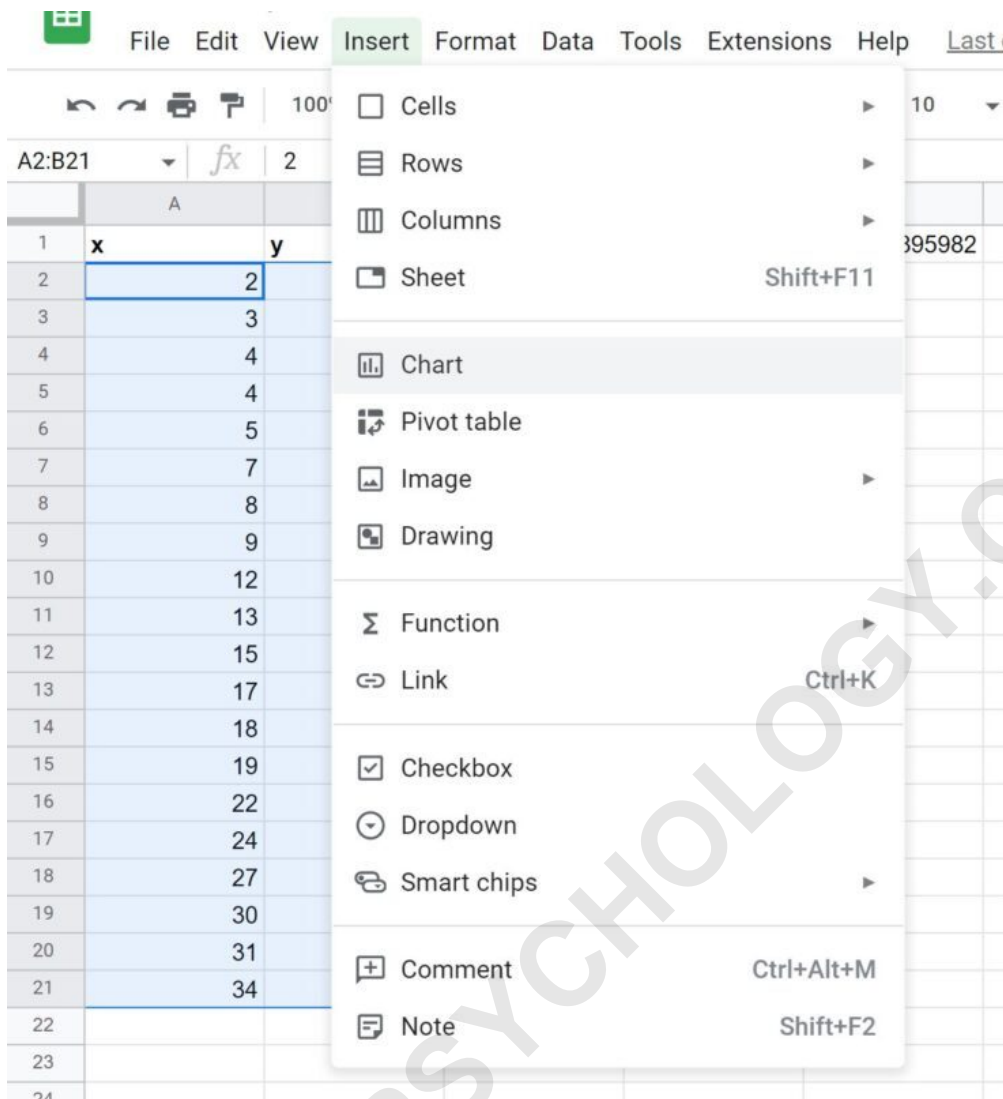 File Edit View Insert Format Data Tools Extensions Help Last
100% 10
A2:B21 fx 2
A
1 x y 395982
2 2
3 3
4 4
5 4
6 5
7 7
8 8
9 9
10 12
11 13
12 15
13 17
14 18
15 19
16 22
17 24
18 27
19 30
20 31
21 34
22
23
24
Cells
Rows
Columns
Sheet Shift+F11
Chart
Pivot table
Image
Drawing
Σ Function
Link Ctrl+K
Checkbox
Dropdown
Smart chips
Comment Ctrl+Alt+M
Note Shift+F2
PSYCHOLOGY.